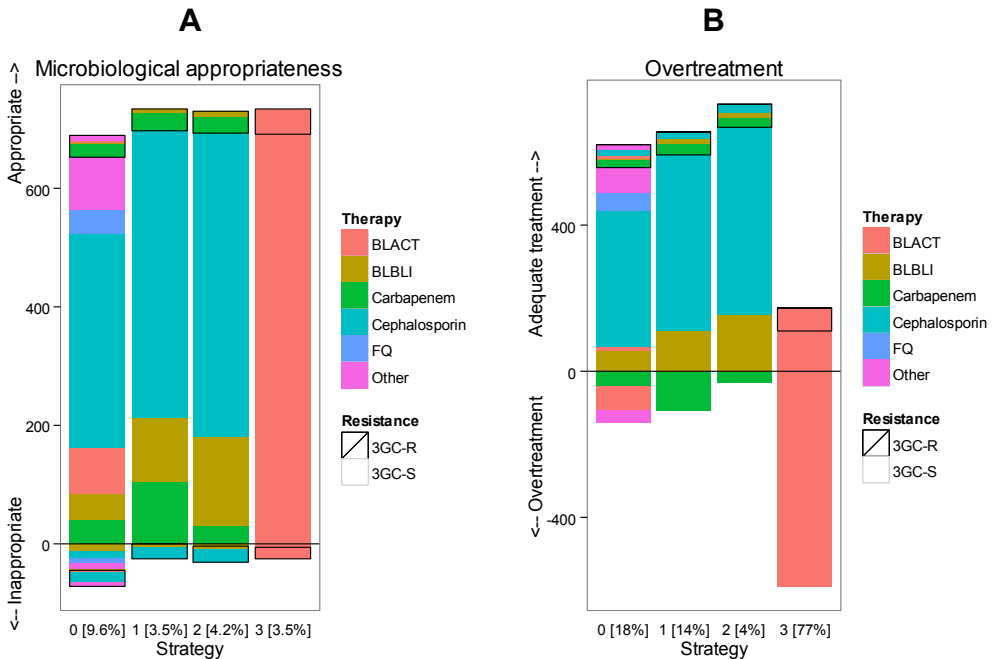 A
Microbiological appropriateness
<-- Inappropriate
Appropriate -->
600
400
200
0
0 [9.6%]
1 [3.5%]
2 [4.2%]
3 [3.5%]
Strategy
Therapy
BLACT
BLBLI
Carbapenem
Cephalosporin
FQ
Other
Resistance
3GC-R
3GC-S
B
Overtreatment
<-- Overtreatment
Adequate treatment -->
400
0
-400
0 [18%]
1 [14%]
2 [4%]
3 [77%]
Strategy
Therapy
BLACT
BLBLI
Carbapenem
Cephalosporin
FQ
Other
Resistance
3GC-R
3GC-S